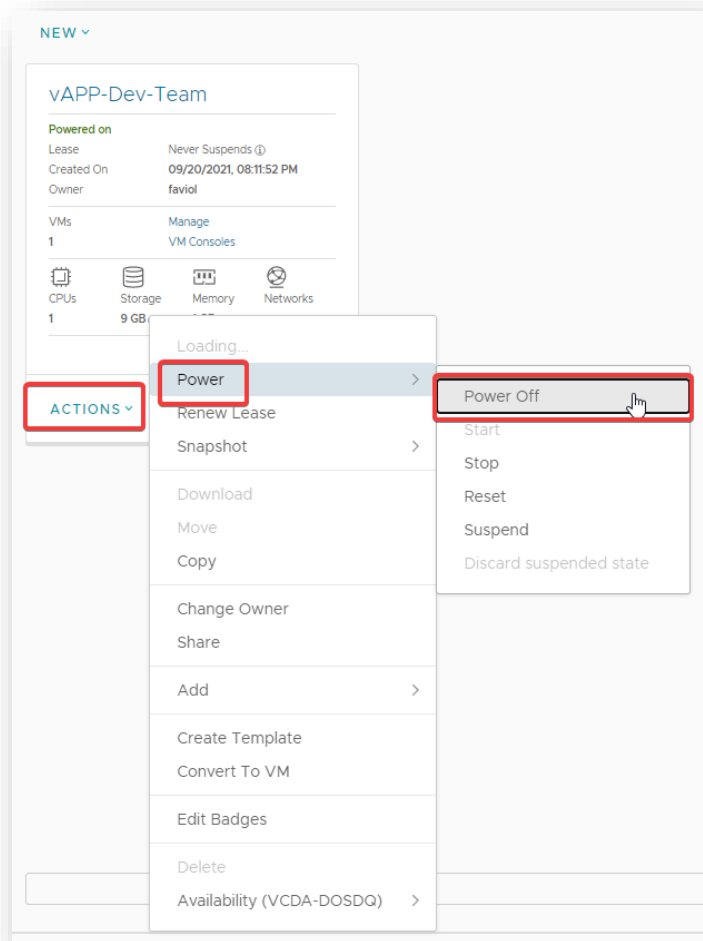 NEW
vAPP-Dev-Team
Powered on
Lease Never Suspends
Created On 09/20/2021, 08:11:52 PM
Owner faviol
VMs Manage
1 VM Consoles
CPUs Storage Memory Networks
1 9 GB
ACTIONS
Loading...
Power
Renew Lease
Snapshot
Download
Move
Copy
Change Owner
Share
Add
Create Template
Convert To VM
Edit Badges
Delete
Availability (VCDA-DOSDQ)
Power Off
Start
Stop
Reset
Suspend
Discard suspended state